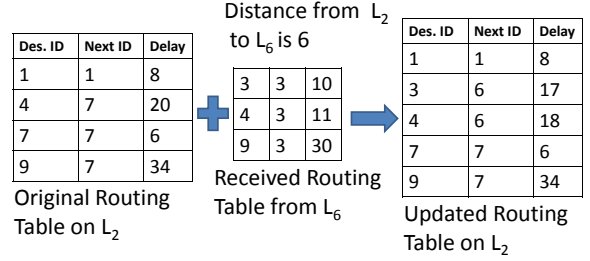 Distance from L2
to L6 is 6
Des. ID Next ID Delay
1 1 8
4 7 20
7 7 6
9 7 34
Original Routing
Table on L2
3 3 10
4 3 11
9 3 30
Received Routing
Table from L6
Des. ID Next ID Delay
1 1 8
3 6 17
4 6 18
7 7 6
9 7 34
Updated Routing
Table on L2